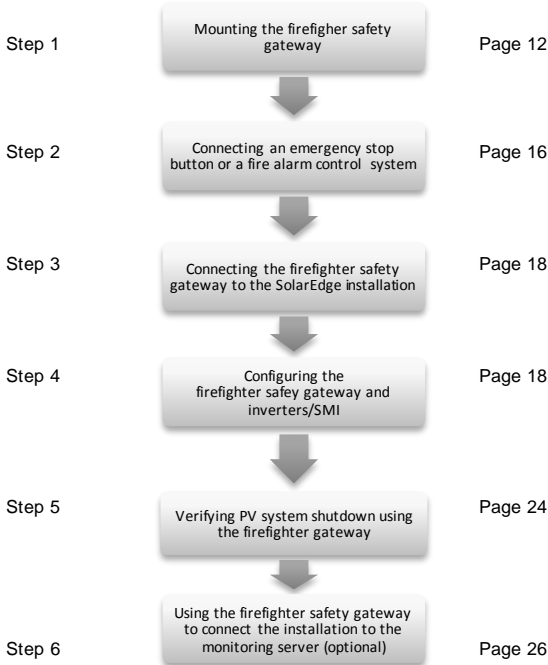 Step 1
Mounting the firefigher safety
gateway
Page 12
Step 2
Connecting an emergency stop
button or a fire alarm control system
Page 16
Step 3
Connecting the firefighter safety
gateway to the SolarEdge installation
Page 18
Step 4
Configuring the
firefighter safey gateway and
inverters/SMI
Page 18
Step 5
Verifying PV system shutdown using
the firefighter gateway
Page 24
Step 6
Using the firefighter safety gateway
to connect the installation to the
monitoring server (optional)
Page 26